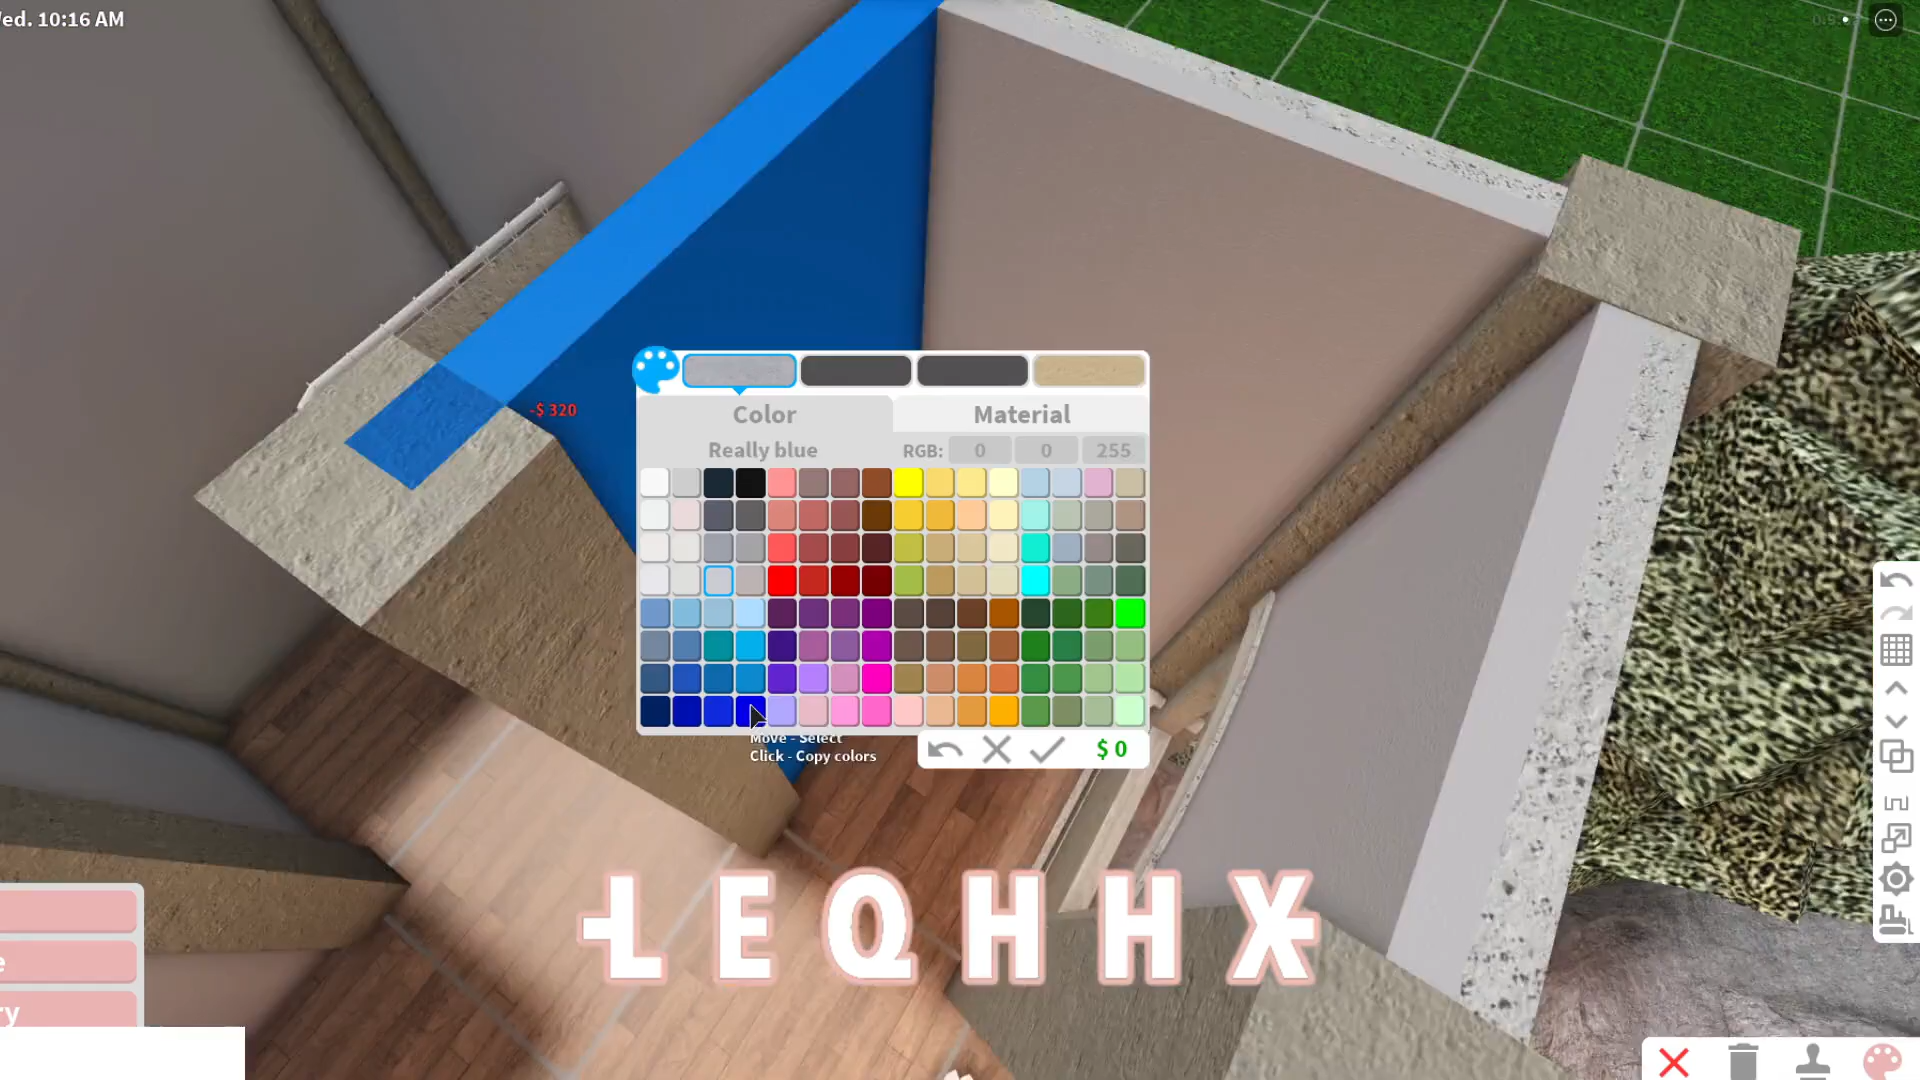 Wed. 10:16 AM
-$ 320
Color
Material
Really blue
RGB: 0 0 255
Move - Select
Click - Copy colors
$ 0
LEQHHX